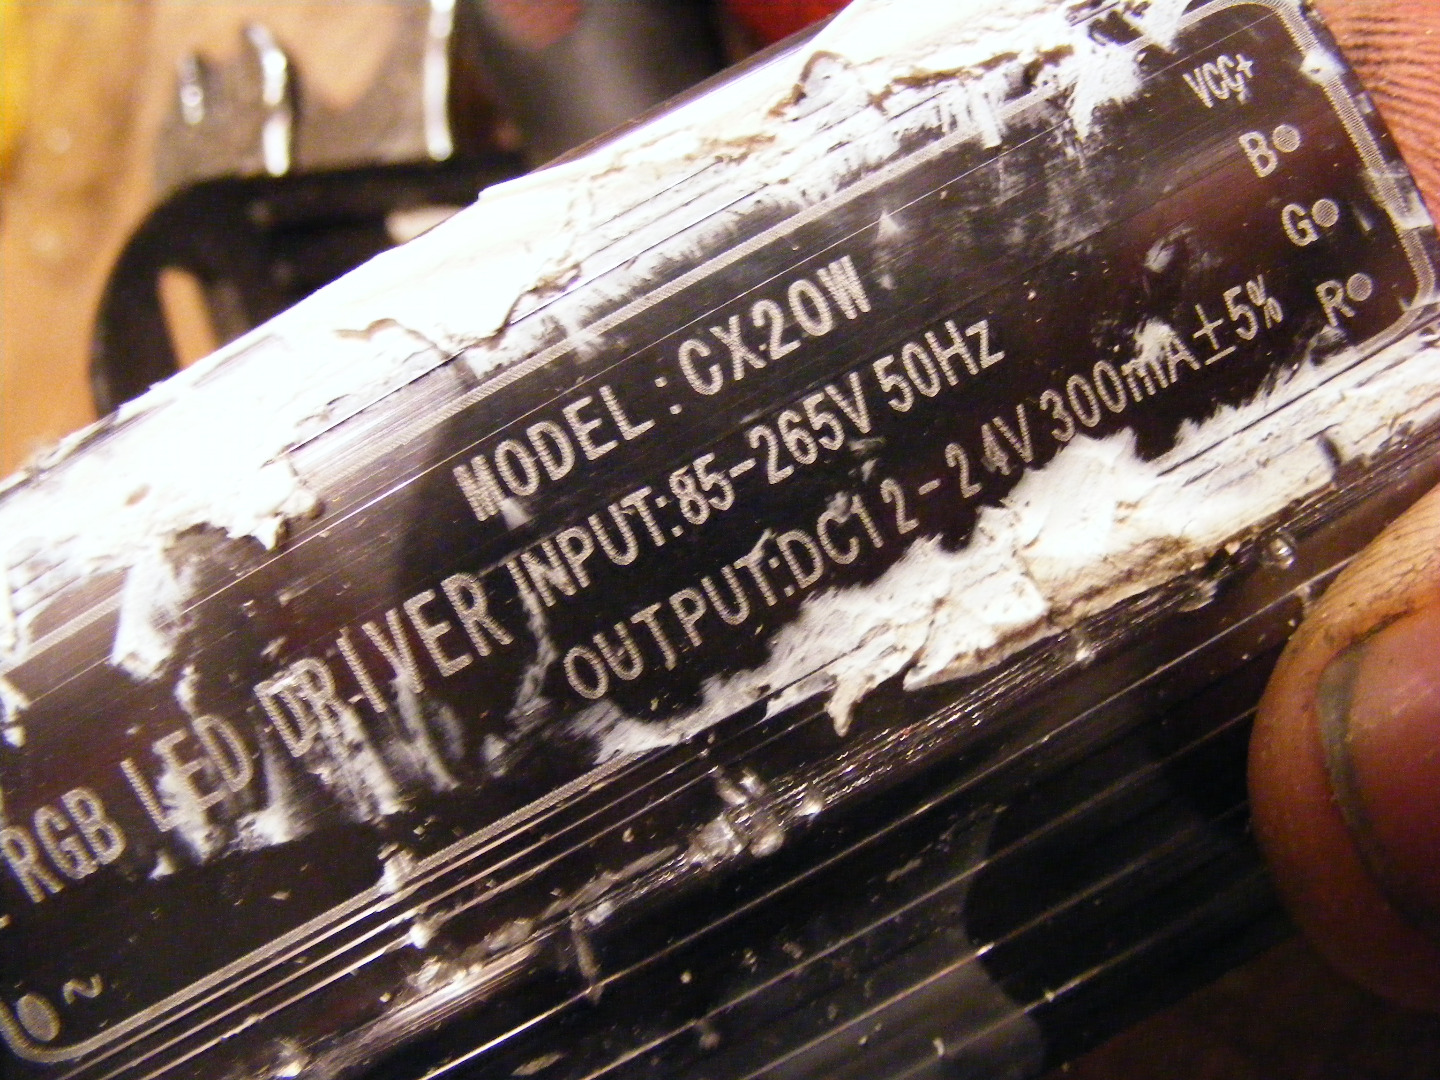 MODEL : CX20W
RGB LED DRIVER INPUT:85-265V 50Hz
OUTPUT:DC12-24V 300mA±5%
VCC+
B
G
R
~